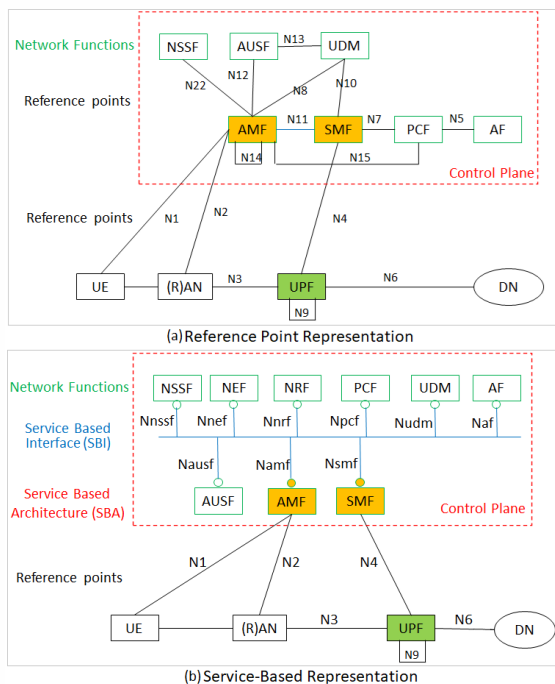 Network Functions
NSSF
AUSF
N13
UDM
N12
N22
N8
N10
Reference points
AMF
N11
SMF
N7
PCF
N5
AF
N14
N15
Control Plane
Reference points
N1
N2
N4
UE
(R)AN
N3
UPF
N6
DN
N9
(a)Reference Point Representation
Network Functions
NSSF
NEF
NRF
PCF
UDM
AF
Service Based
Interface (SBI)
Nnssf
Nnef
Nnrf
Npcf
Nudm
Naf
Nausf
Namf
Nsmf
Service Based
Architecture (SBA)
AUSF
AMF
SMF
Control Plane
N1
N2
N4
Reference points
UE
(R)AN
N3
UPF
N6
DN
N9
(b)Service-Based Representation